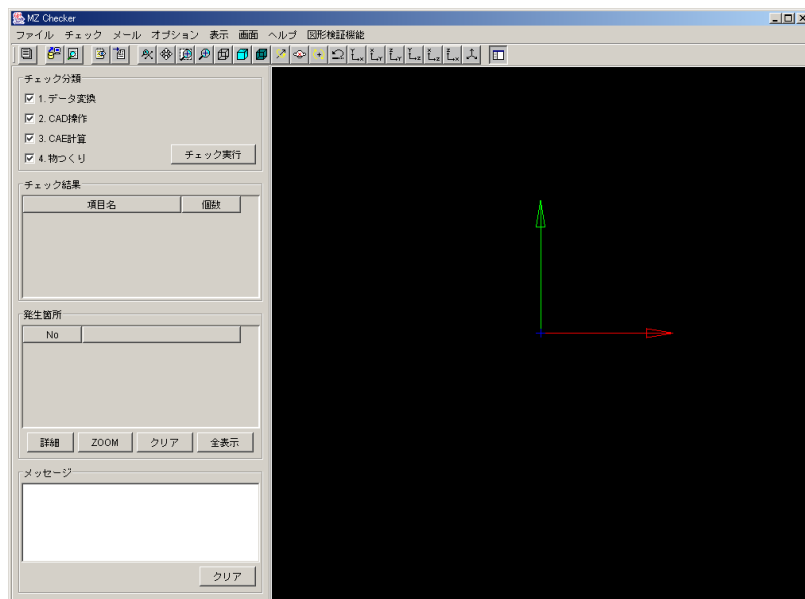 MZ Checker
ファイル チェック メール オプション 表示 画面 ヘルプ 図形検証機能
チェック分類
1. データ変換
2. CAD操作
3. CAE計算
4. 物つくり
チェック実行
チェック結果
項目名 個数
発生箇所
No
詳細 ZOOM クリア 全表示
メッセージ
クリア